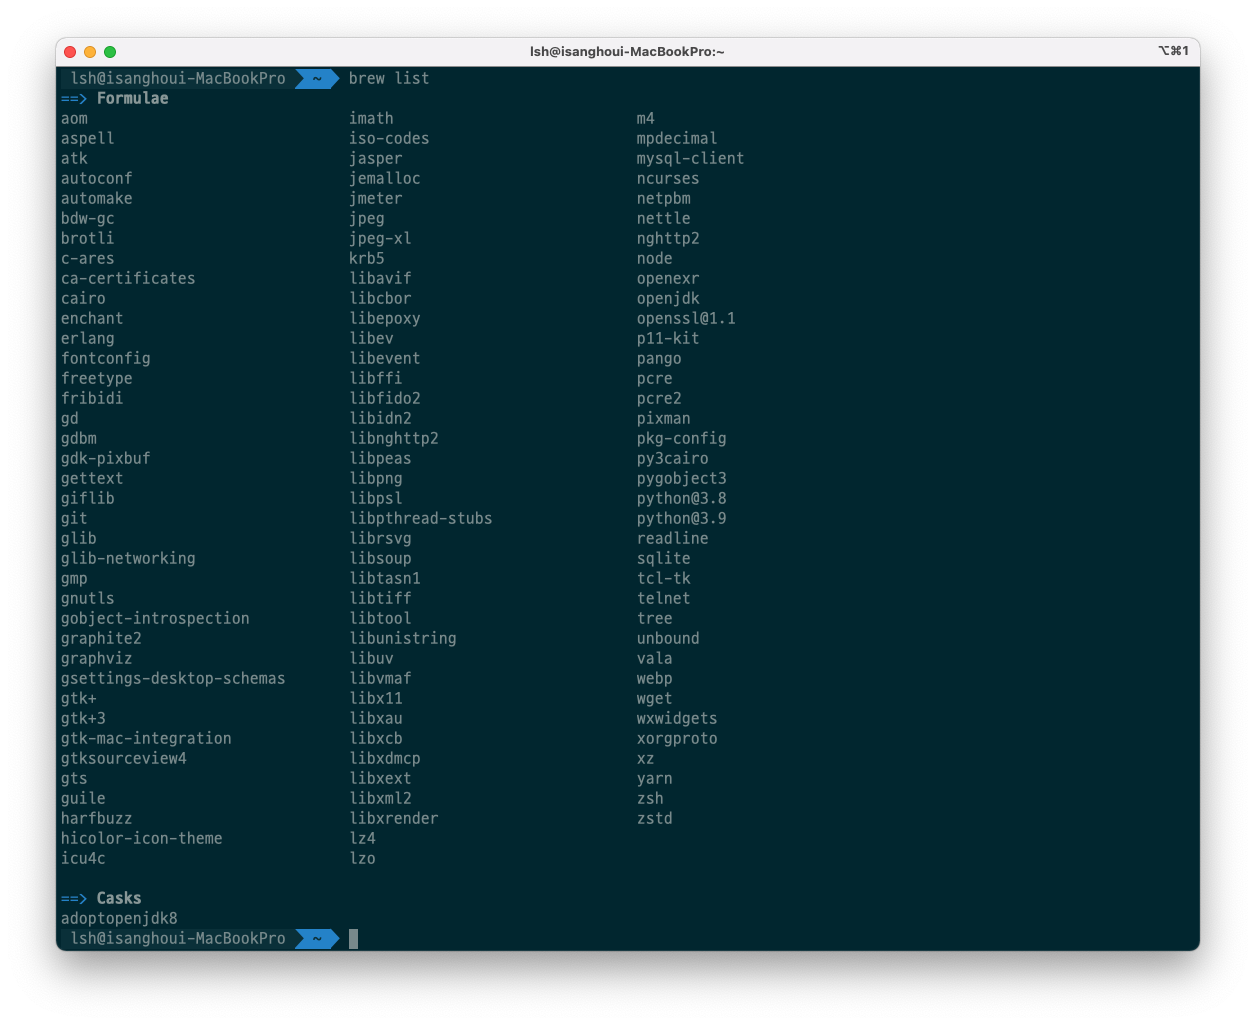 lsh@isanghoui-MacBookPro:~ ⌥⌘1
lsh@isanghoui-MacBookPro ~ brew list
==> Formulae
aom imath m4
aspell iso-codes mpdecimal
atk jasper mysql-client
autoconf jemalloc ncurses
automake jmeter netpbm
bdw-gc jpeg nettle
brotli jpeg-xl nghttp2
c-ares krb5 node
ca-certificates libavif openexr
cairo libcbor openjdk
enchant libepoxy openssl@1.1
erlang libev p11-kit
fontconfig libevent pango
freetype libffi pcre
fribidi libfido2 pcre2
gd libidn2 pixman
gdbm libnghttp2 pkg-config
gdk-pixbuf libpeas py3cairo
gettext libpng pygobject3
giflib libpsl python@3.8
git libpthread-stubs python@3.9
glib librsvg readline
glib-networking libsoup sqlite
gmp libtasn1 tcl-tk
gnutls libtiff telnet
gobject-introspection libtool tree
graphite2 libunistring unbound
graphviz libuv vala
gsettings-desktop-schemas libvmaf webp
gtk+ libx11 wget
gtk+3 libxau wxwidgets
gtk-mac-integration libxcb xorgproto
gtksourceview4 libxdmcp xz
gts libxext yarn
guile libxml2 zsh
harfbuzz libxrender zstd
hicolor-icon-theme lz4
icu4c lzo
==> Casks
adoptopenjdk8
lsh@isanghoui-MacBookPro ~